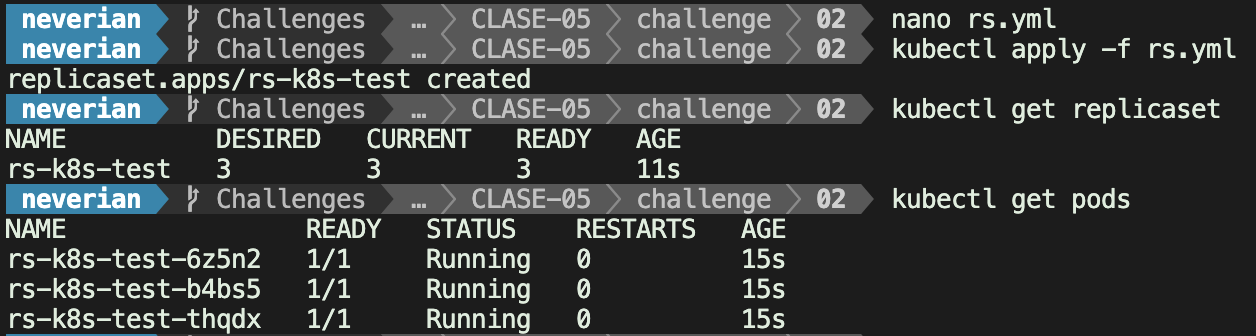 neverian Challenges … CLASE-05 challenge 02 nano rs.yml
neverian Challenges … CLASE-05 challenge 02 kubectl apply -f rs.yml
replicaset.apps/rs-k8s-test created
neverian Challenges … CLASE-05 challenge 02 kubectl get replicaset
NAME DESIRED CURRENT READY AGE
rs-k8s-test 3 3 3 11s
neverian Challenges … CLASE-05 challenge 02 kubectl get pods
NAME READY STATUS RESTARTS AGE
rs-k8s-test-6z5n2 1/1 Running 0 15s
rs-k8s-test-b4bs5 1/1 Running 0 15s
rs-k8s-test-thqdx 1/1 Running 0 15s